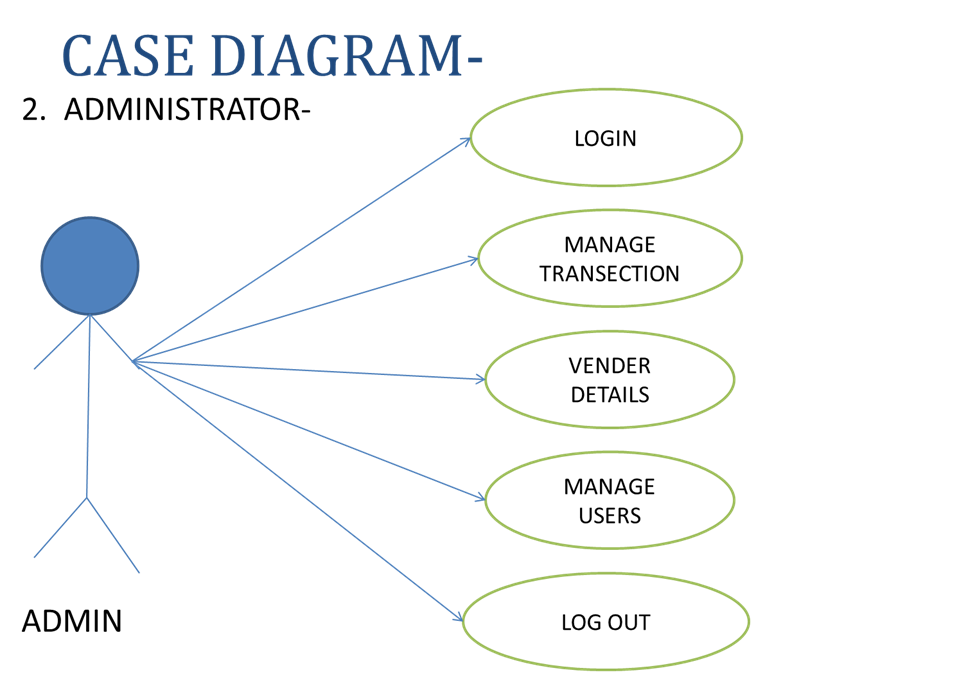 CASE DIAGRAM-
2. ADMINISTRATOR-
LOGIN
MANAGE
TRANSECTION
VENDER
DETAILS
MANAGE
USERS
LOG OUT
ADMIN